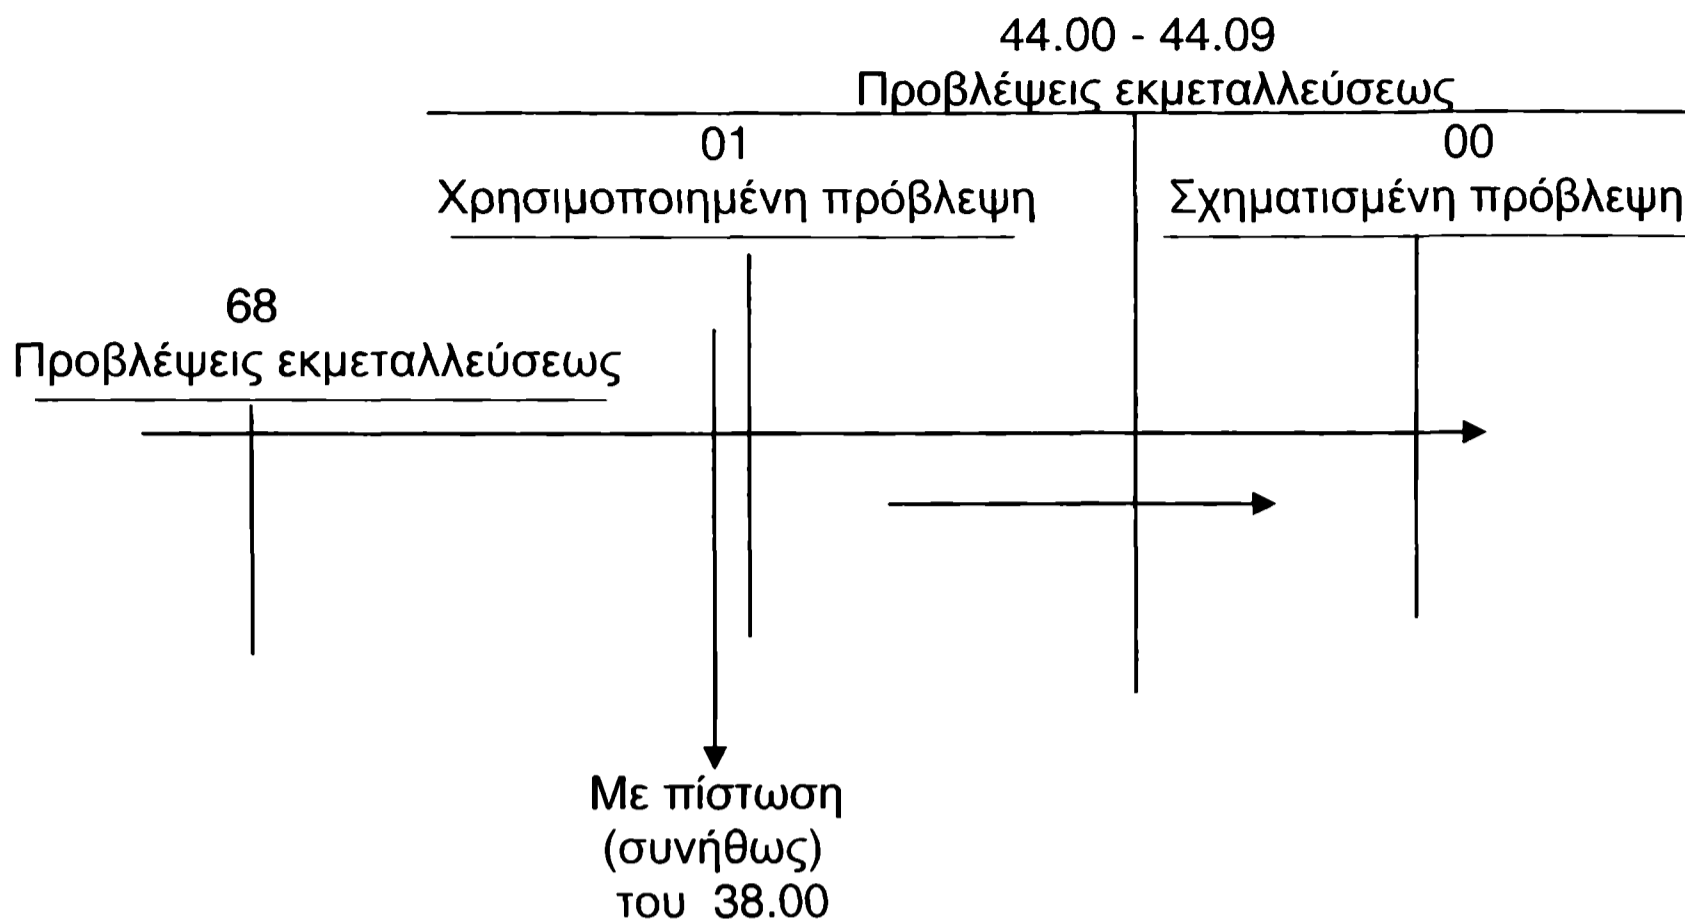 44.00 - 44.09
Προβλέψεις εκμεταλλεύσεως
01
Χρησιμοποιημένη πρόβλεψη
00
Σχηματισμένη πρόβλεψη
68
Προβλέψεις εκμεταλλεύσεως
Με πίστωση
(συνήθως)
του 38.00